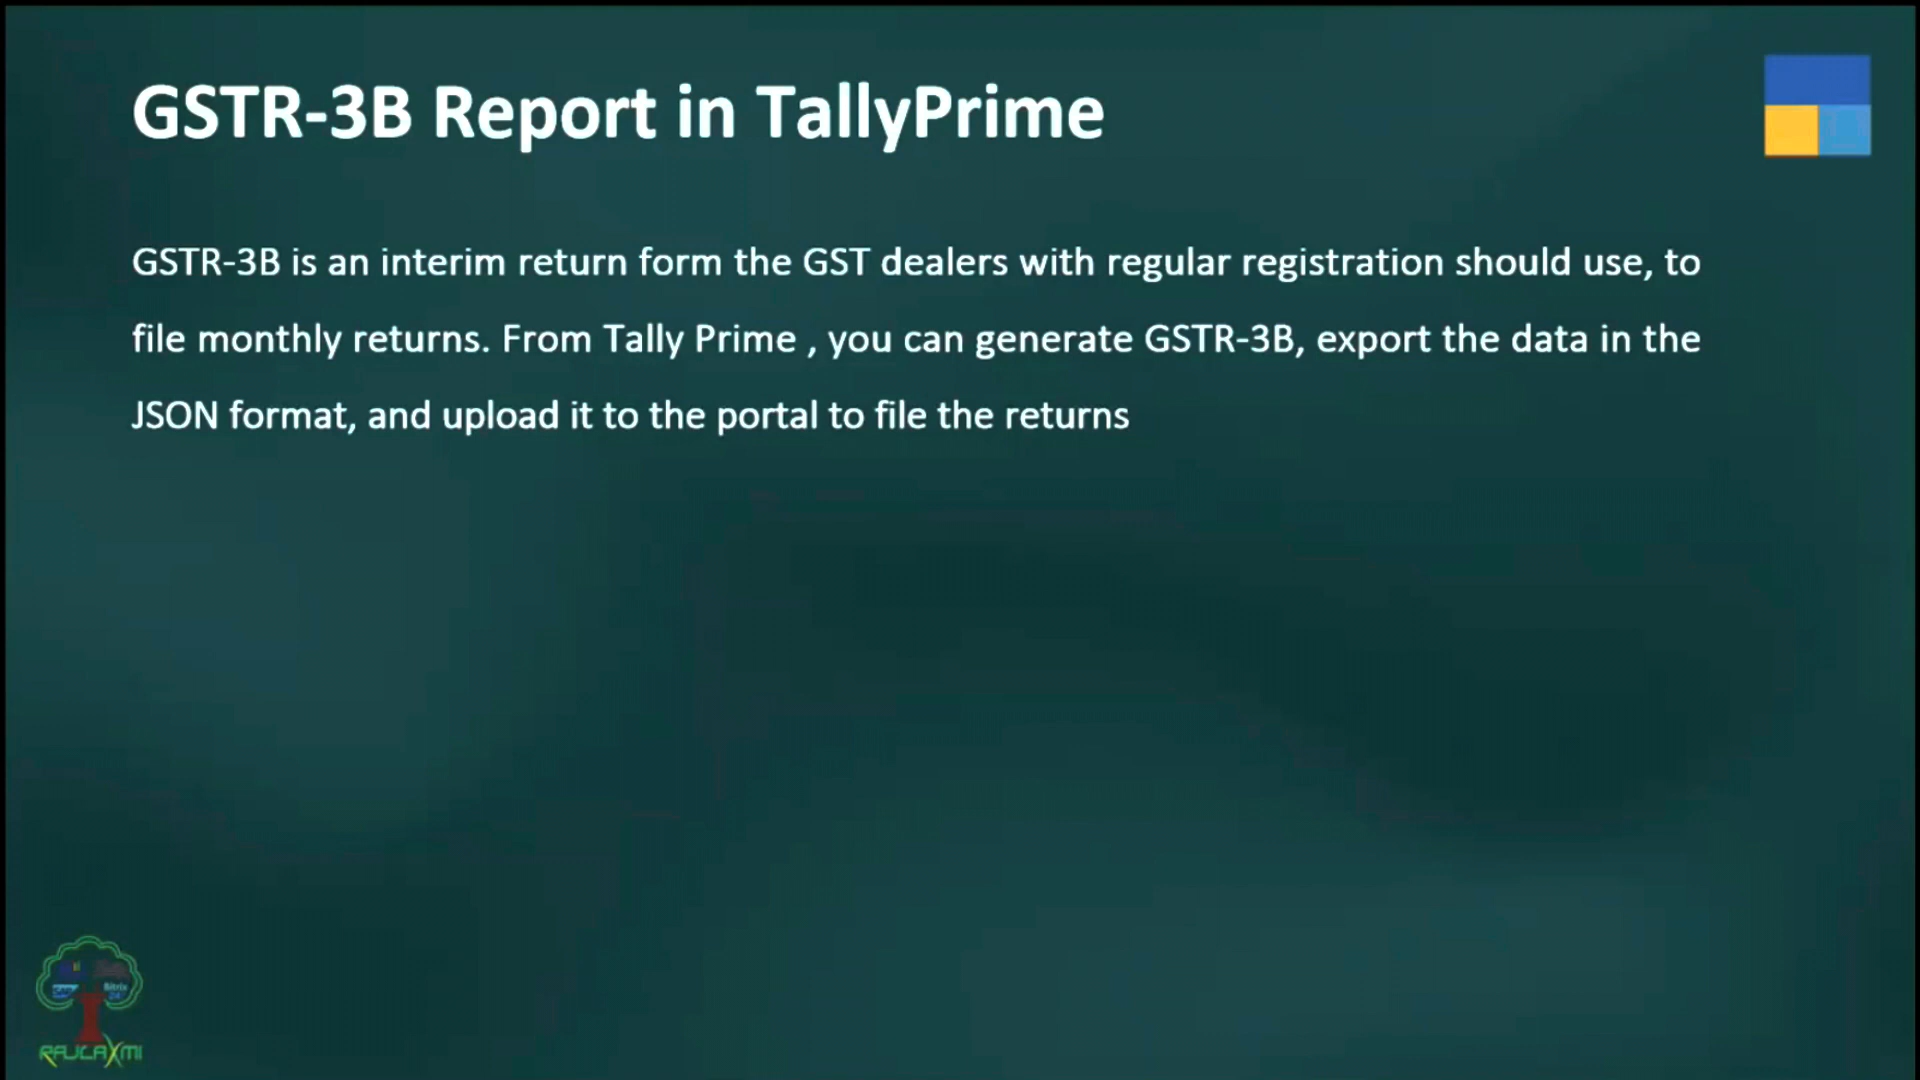 GSTR-3B Report in TallyPrime
GSTR-3B is an interim return form the GST dealers with regular registration should use, to
file monthly returns. From Tally Prime , you can generate GSTR-3B, export the data in the
JSON format, and upload it to the portal to file the returns
Bitrix